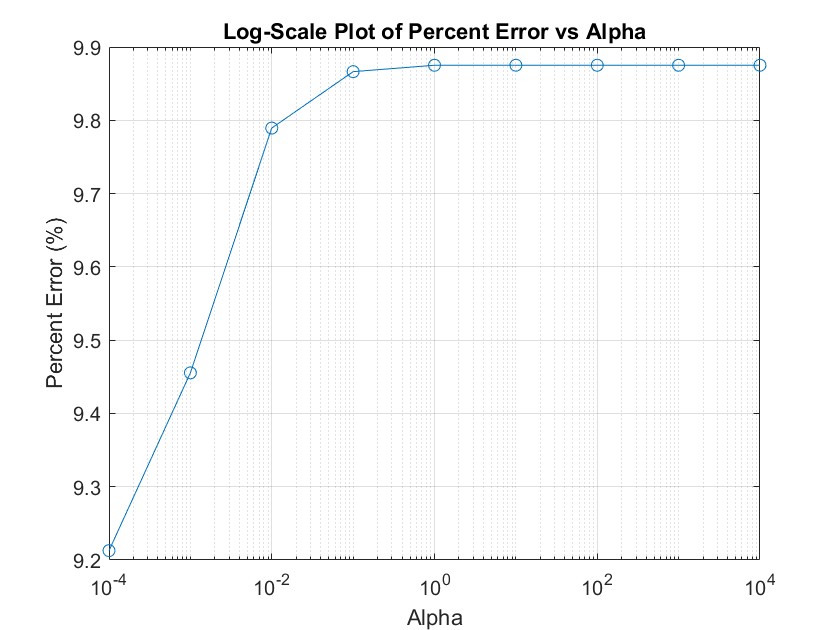 Log-Scale Plot of Percent Error vs Alpha
9.9
9.8
9.7
9.6
9.5
9.4
9.3
9.2
Percent Error (%)
10^-4 10^-2 10^0 10^2 10^4
Alpha